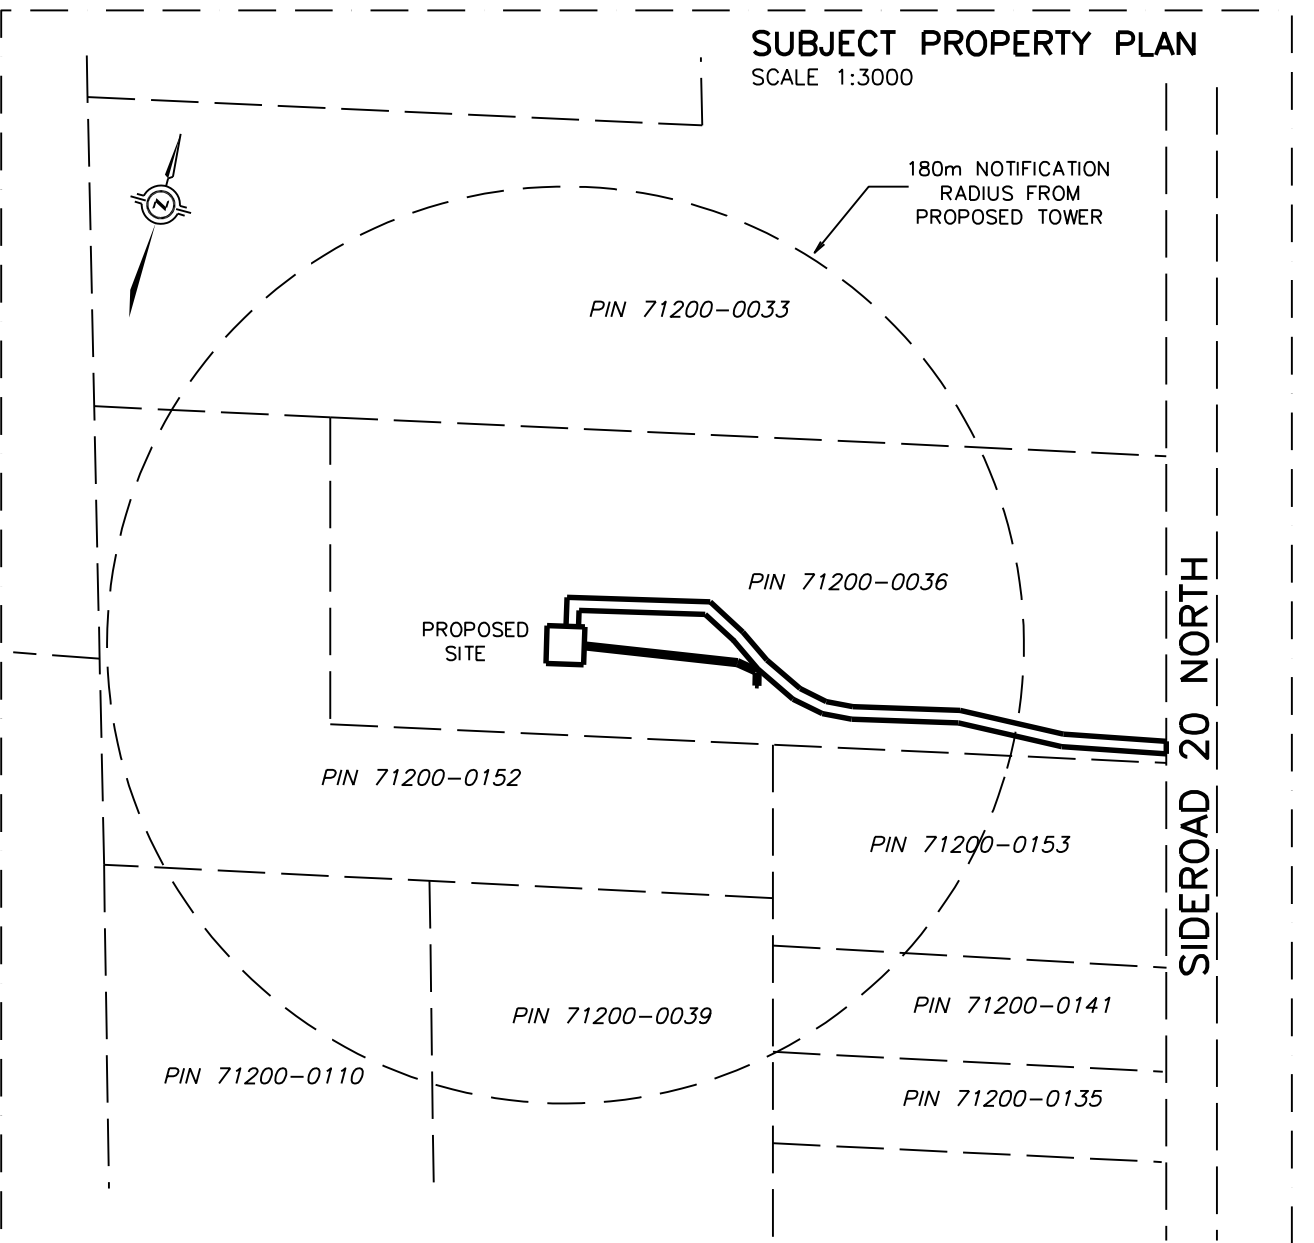 SUBJECT PROPERTY PLAN
SCALE 1:3000
180m NOTIFICATION
RADIUS FROM
PROPOSED TOWER
N
PIN 71200-0033
PIN 71200-0036
PROPOSED
SITE
SIDEROAD 20 NORTH
PIN 71200-0152
PIN 71200-0153
PIN 71200-0141
PIN 71200-0039
PIN 71200-0110
PIN 71200-0135